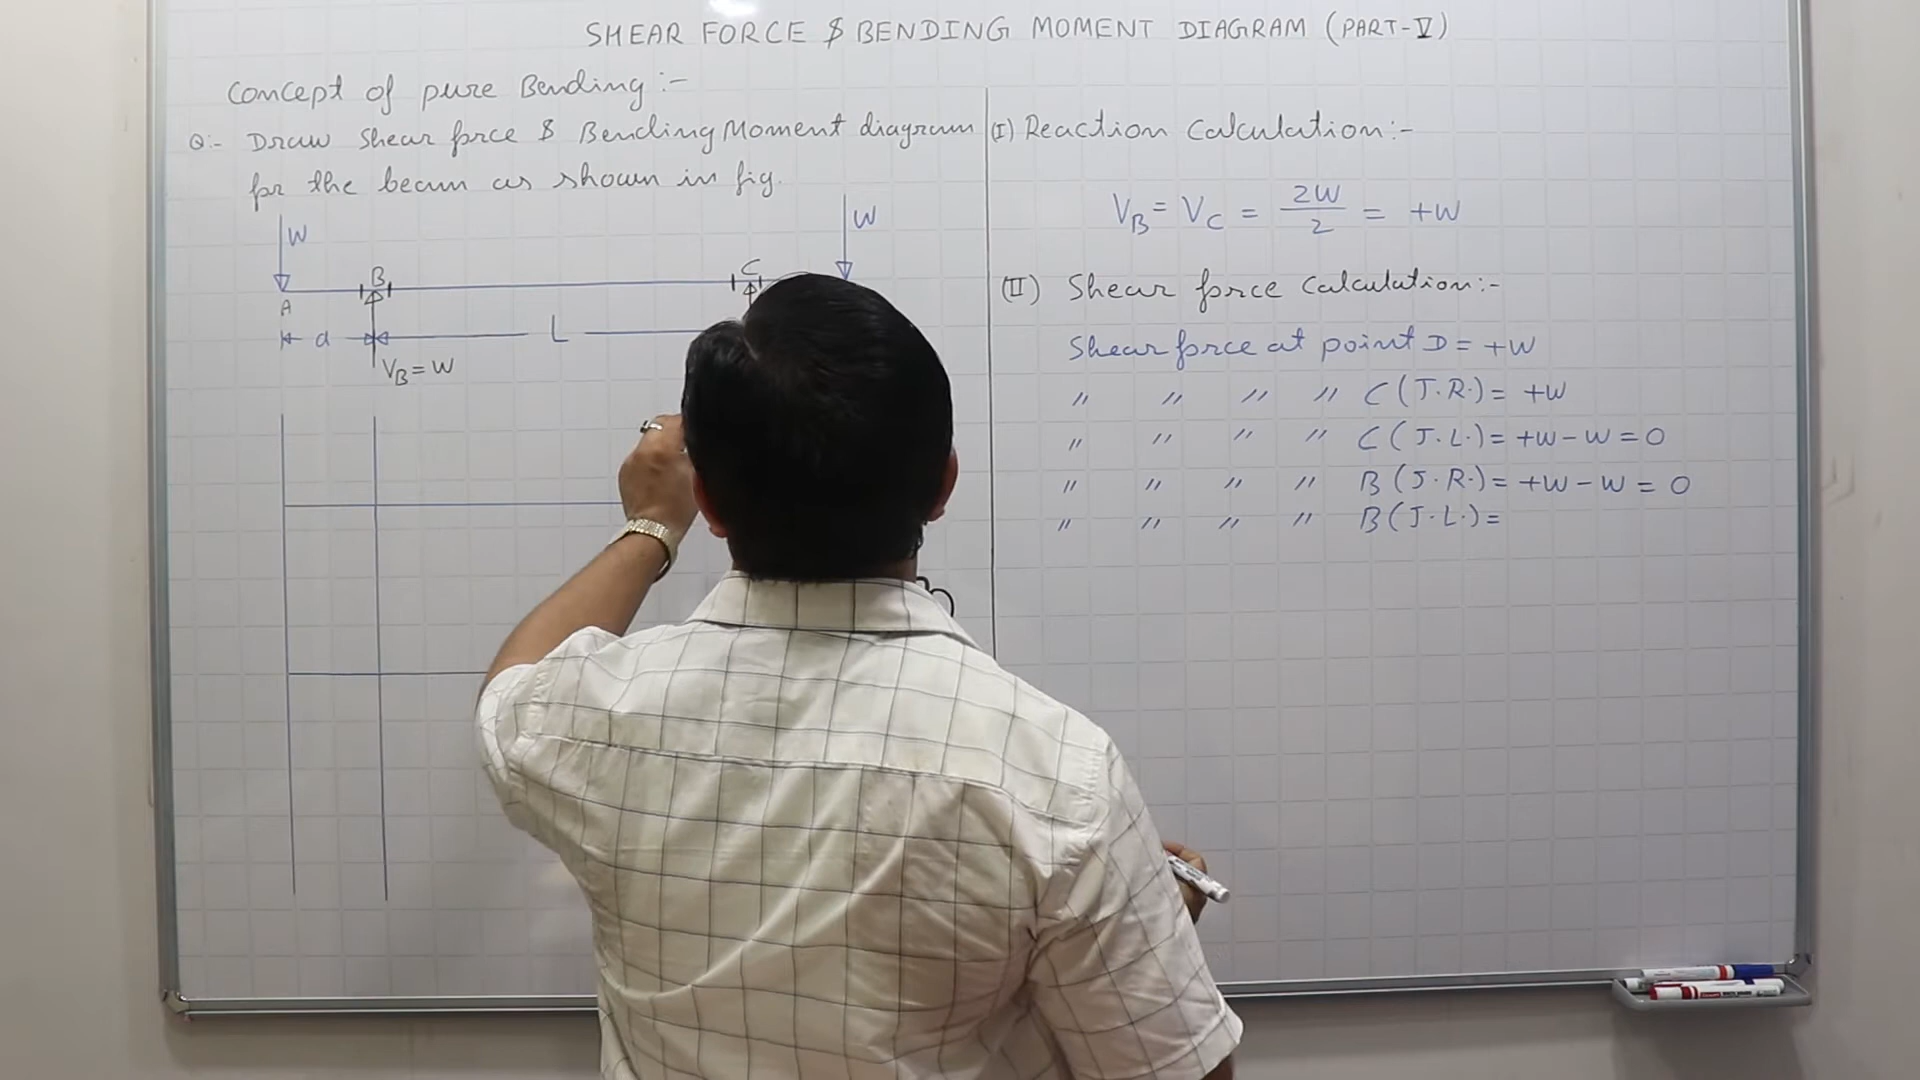 SHEAR FORCE & BENDING MOMENT DIAGRAM (PART-V)
Concept of pure Bending :-
Q:- Draw Shear force & Bending Moment diagram
for the beam as shown in fig.
W
W
B
C
A
a
L
VB = W
(I) Reaction Calculation :-
VB = VC = 2W/2 = +W
(II) Shear force Calculation :-
Shear force at point D = +W
" " " " C (J.R.) = +W
" " " " C (J.L.) = +W - W = 0
" " " " B (J.R.) = +W - W = 0
" " " " B (J.L.) =